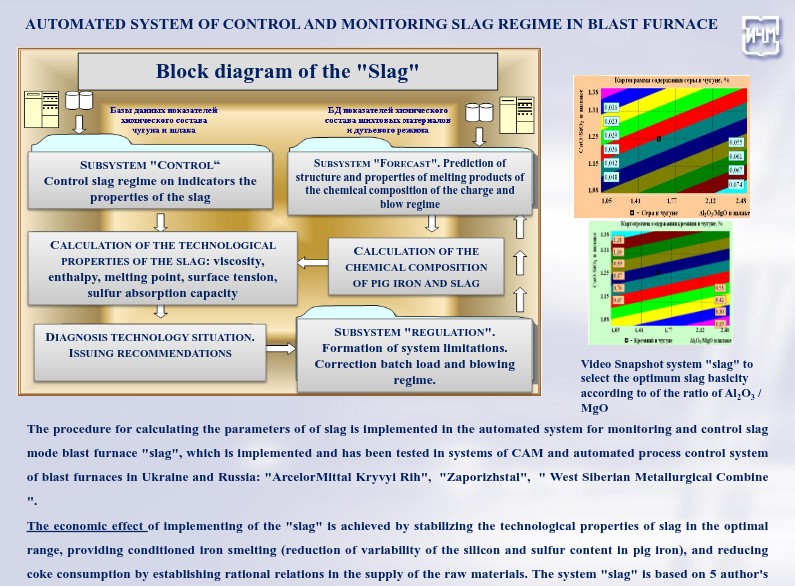 AUTOMATED SYSTEM OF CONTROL AND MONITORING SLAG REGIME IN BLAST FURNACE
ИЧМ
Block diagram of the "Slag"
Базы данных показателей
химического состава
чугуна и шлака
БД показателей химического
состава шихтовых материалов
и дутьевого режима
SUBSYSTEM "CONTROL“
Control slag regime on indicators the
properties of the slag
SUBSYSTEM "FORECAST". Prediction of
structure and properties of melting products of
the chemical composition of the charge and
blow regime
CALCULATION OF THE TECHNOLOGICAL
PROPERTIES OF THE SLAG: viscosity,
enthalpy, melting point, surface tension,
sulfur absorption capacity
CALCULATION OF THE
CHEMICAL COMPOSITION
OF PIG IRON AND SLAG
DIAGNOSIS TECHNOLOGY SITUATION.
ISSUING RECOMMENDATIONS
SUBSYSTEM "REGULATION".
Formation of system limitations.
Correction batch load and blowing
regime.
Картограмма содержания серы в чугуне, %
CaO/SiO₂ в шлаке
1,36
1,31
1,25
1,15
1,08
0,016
0,023
0,029
0,036
0,042
0,048
0,055
0,061
0,067
0,074
1,05 1,41 1,77 2,12 2,48
- Сера в чугуне Al₂O₃/MgO в шлаке
Картограмма содержания кремния в чугуне, %
CaO/SiO₂ в шлаке
1,05 1,41 1,77 2,12 2,48
- Кремний в чугуне Al₂O₃/MgO в шлаке
Video Snapshot system "slag" to
select the optimum slag basicity
according to of the ratio of Al₂O₃ /
MgO
The procedure for calculating the parameters of of slag is implemented in the automated system for monitoring and control slag
mode blast furnace "slag", which is implemented and has been tested in systems of CAM and automated process control system
of blast furnaces in Ukraine and Russia: "ArcelorMittal Kryvyi Rih", "Zaporizhstal", " West Siberian Metallurgical Combine
".
The economic effect of implementing of the "slag" is achieved by stabilizing the technological properties of slag in the optimal
range, providing conditioned iron smelting (reduction of variability of the silicon and sulfur content in pig iron), and reducing
coke consumption by establishing rational relations in the supply of the raw materials. The system "slag" is based on 5 author's